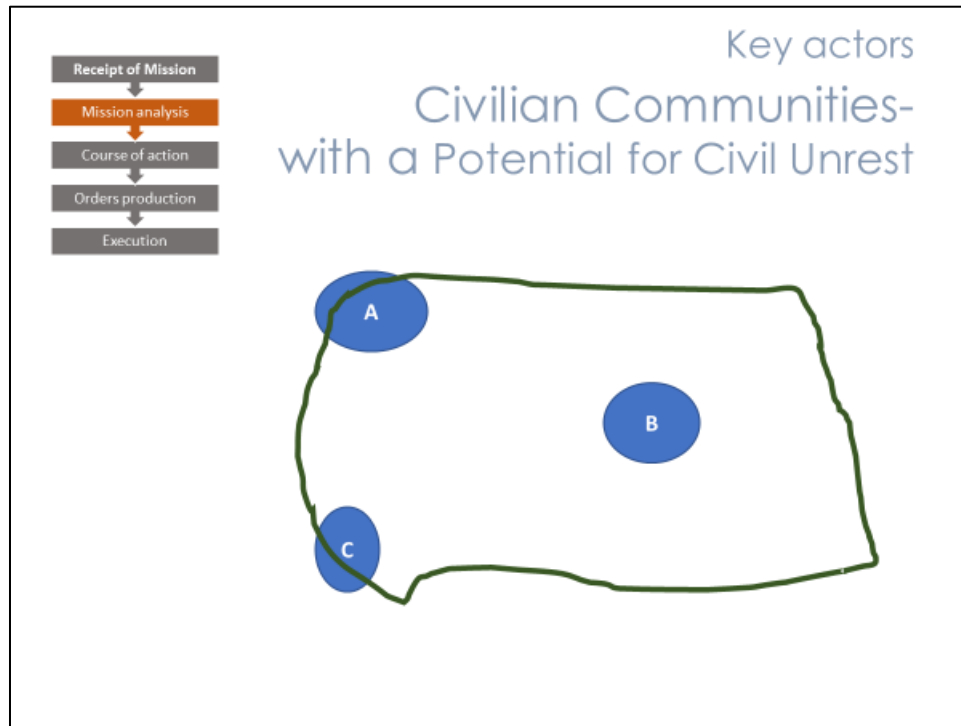 Key actors
Civilian Communities-
with a Potential for Civil Unrest
Receipt of Mission
Mission analysis
Course of action
Orders production
Execution
A
B
C